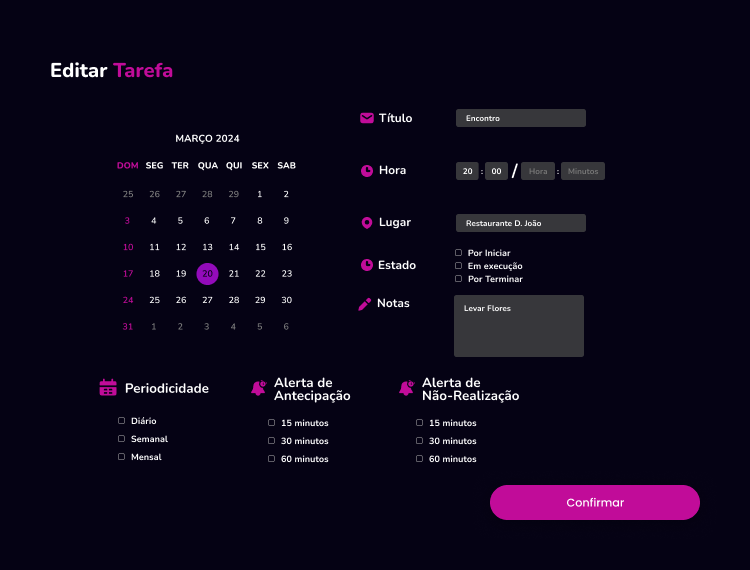 Editar Tarefa
MARÇO 2024
DOM SEG TER QUA QUI SEX SAB
25 26 27 28 29 1 2
3 4 5 6 7 8 9
10 11 12 13 14 15 16
17 18 19 20 21 22 23
24 25 26 27 28 29 30
31 1 2 3 4 5 6
Título Encontro
Hora 20 : 00 / Hora : Minutos
Lugar Restaurante D. João
Estado
Por Iniciar
Em execução
Por Terminar
Notas
Levar Flores
Periodicidade
Diário
Semanal
Mensal
Alerta de
Antecipação
15 minutos
30 minutos
60 minutos
Alerta de
Não-Realização
15 minutos
30 minutos
60 minutos
Confirmar